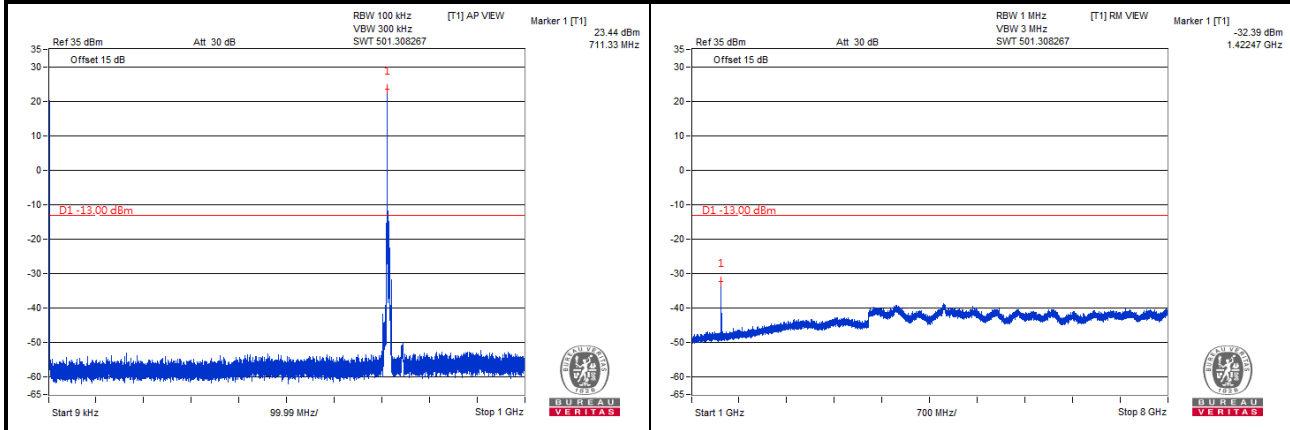 RBW 100 kHz
VBW 300 kHz
SWT 501.308267
[T1] AP VIEW
Marker 1 [T1]
23.44 dBm
711.33 MHz
Ref 35 dBm
Att 30 dB
Offset 15 dB
35
30
20
10
0
-10
-20
-30
-40
-50
-60
-65
1
D1 -13.00 dBm
Start 9 kHz
99.99 MHz/
Stop 1 GHz
BUREAU VERITAS
1828
BUREAU
VERITAS
RBW 1 MHz
VBW 3 MHz
SWT 501.308267
[T1] RM VIEW
Marker 1 [T1]
-32.39 dBm
1.42247 GHz
Ref 35 dBm
Att 30 dB
Offset 15 dB
35
30
20
10
0
-10
-20
-30
-40
-50
-60
-65
1
D1 -13.00 dBm
Start 1 GHz
700 MHz/
Stop 8 GHz
BUREAU VERITAS
1828
BUREAU
VERITAS